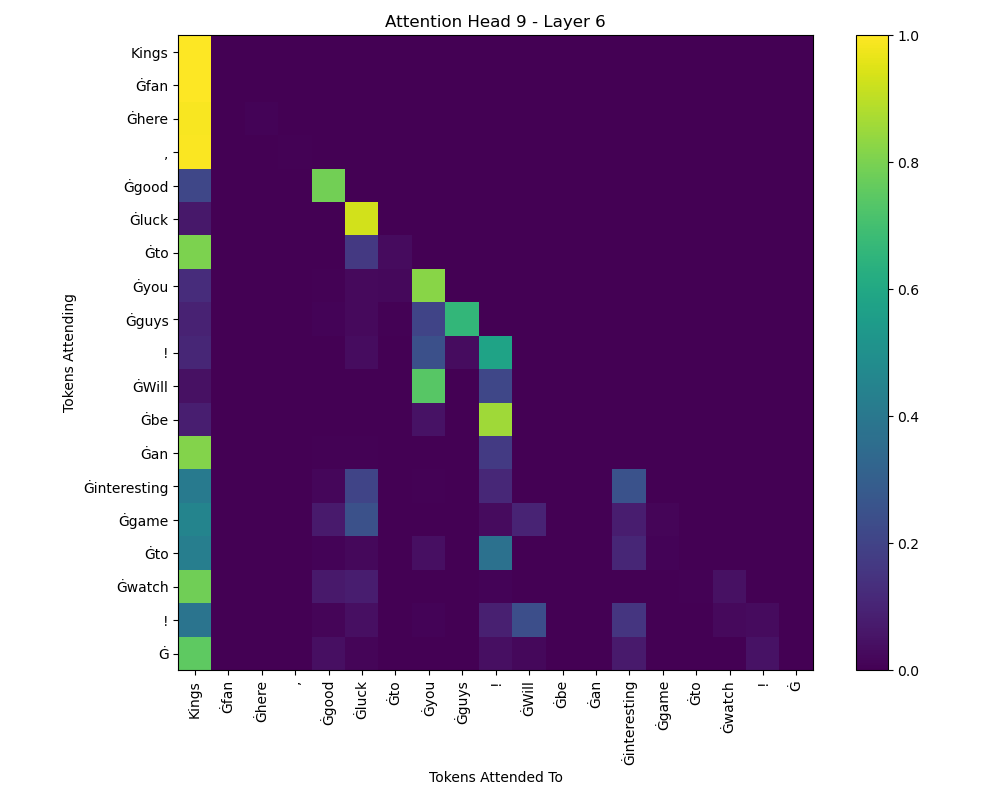 Attention Head 9 - Layer 6
Tokens Attending
Kings
Ġfan
Ġhere
,
Ġgood
Ġluck
Ġto
Ġyou
Ġguys
!
ĠWill
Ġbe
Ġan
Ġinteresting
Ġgame
Ġto
Ġwatch
!
Ġ
Kings
Ġfan
Ġhere
,
Ġgood
Ġluck
Ġto
Ġyou
Ġguys
!
ĠWill
Ġbe
Ġan
Ġinteresting
Ġgame
Ġto
Ġwatch
!
Ġ
Tokens Attended To
1.0
0.8
0.6
0.4
0.2
0.0